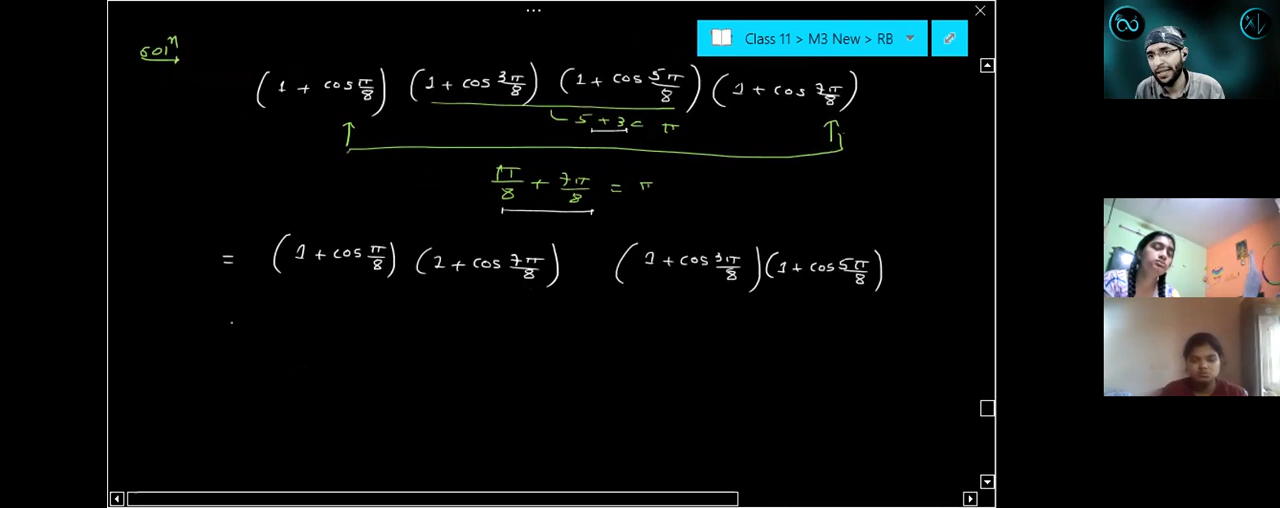 Class 11 > M3 New > RB
Solⁿ
(1 + cos π/8) (1 + cos 3π/8) (1 + cos 5π/8) (1 + cos 7π/8)
5 + 3 = π
1π/8 + 7π/8 = π
= (1 + cos π/8) (1 + cos 7π/8) (1 + cos 3π/8) (1 + cos 5π/8)